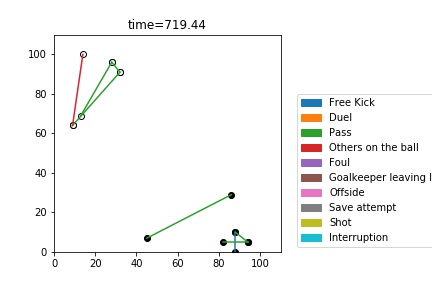 time=719.44
100
80
60
40
20
0
0 20 40 60 80 100
Free Kick
Duel
Pass
Others on the ball
Foul
Goalkeeper leaving l
Offside
Save attempt
Shot
Interruption